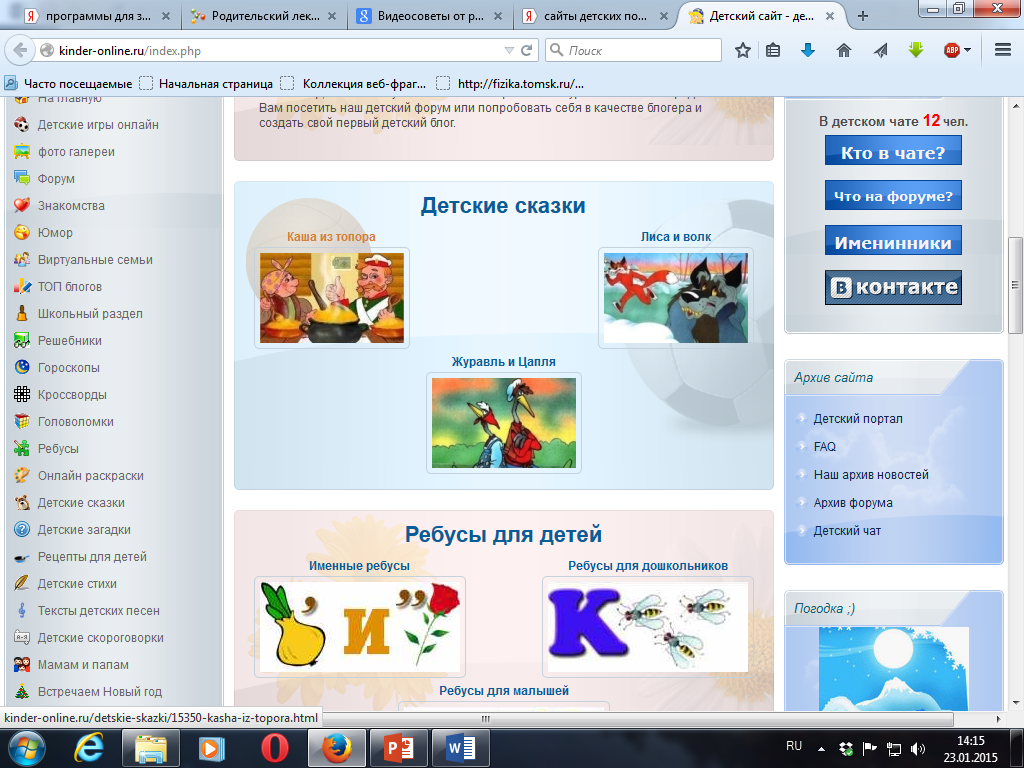 программы для з...
Родительский лек...
Видеосоветы от р...
сайты детских по...
Детский сайт - де...
kinder-online.ru/index.php
Поиск
ABP
Часто посещаемые
Начальная страница
Коллекция веб-фраг...
http://fizika.tomsk.ru/...
На главную
Детские игры онлайн
фото галереи
Форум
Знакомства
Юмор
Виртуальные семьи
ТОП блогов
Школьный раздел
Решебники
Гороскопы
Кроссворды
Головоломки
Ребусы
Онлайн раскраски
Детские сказки
Детские загадки
Рецепты для детей
Детские стихи
Тексты детских песен
Детские скороговорки
Мамам и папам
Встречаем Новый год
Вам посетить наш детский форум или попробовать себя в качестве блогера и
создать свой первый детский блог.
Детские сказки
Каша из топора
Лиса и волк
Журавль и Цапля
Ребусы для детей
Именные ребусы
Ребусы для дошкольников
, И ,,
К
Ребусы для малышей
В детском чате 12 чел.
Кто в чате?
Что на форуме?
Именинники
В контакте
Архив сайта
Детский портал
FAQ
Наш архив новостей
Архив форума
Детский чат
Погодка ;)
kinder-online.ru/detskie-skazki/15350-kasha-iz-topora.html
RU
14:15
23.01.2015